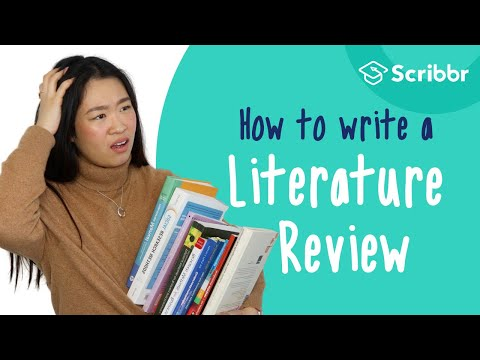 Scribbr
How to write a
Literature
Review